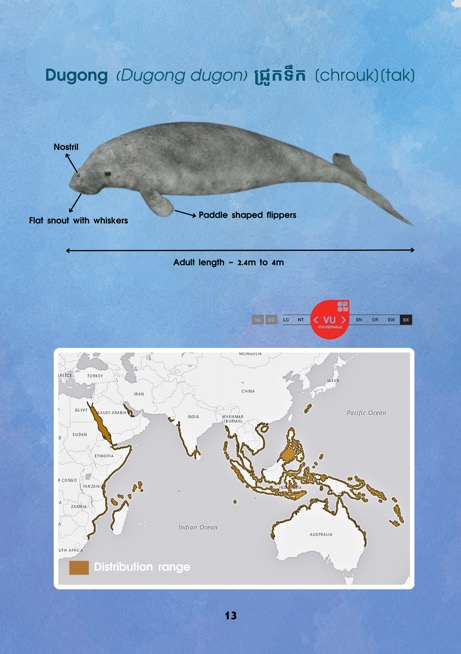 Dugong (Dugong dugon) ជ្រូកទឹក (chrouk)(tak)
Nostril
Flat snout with whiskers
Paddle shaped flippers
Adult length ~ 2.4m to 4m
LC NT < VU > EN CR EW EX
VULNERABLE
MONGOLIA
TURKEY
JAPAN
IRAN
CHINA
EGYPT
SAUDI ARABIA
INDIA
MYANMAR
(BURMA)
Pacific Ocean
SUDAN
ETHIOPIA
TANZANIA
ZAMBIA
Indian Ocean
AUSTRALIA
Distribution range
13